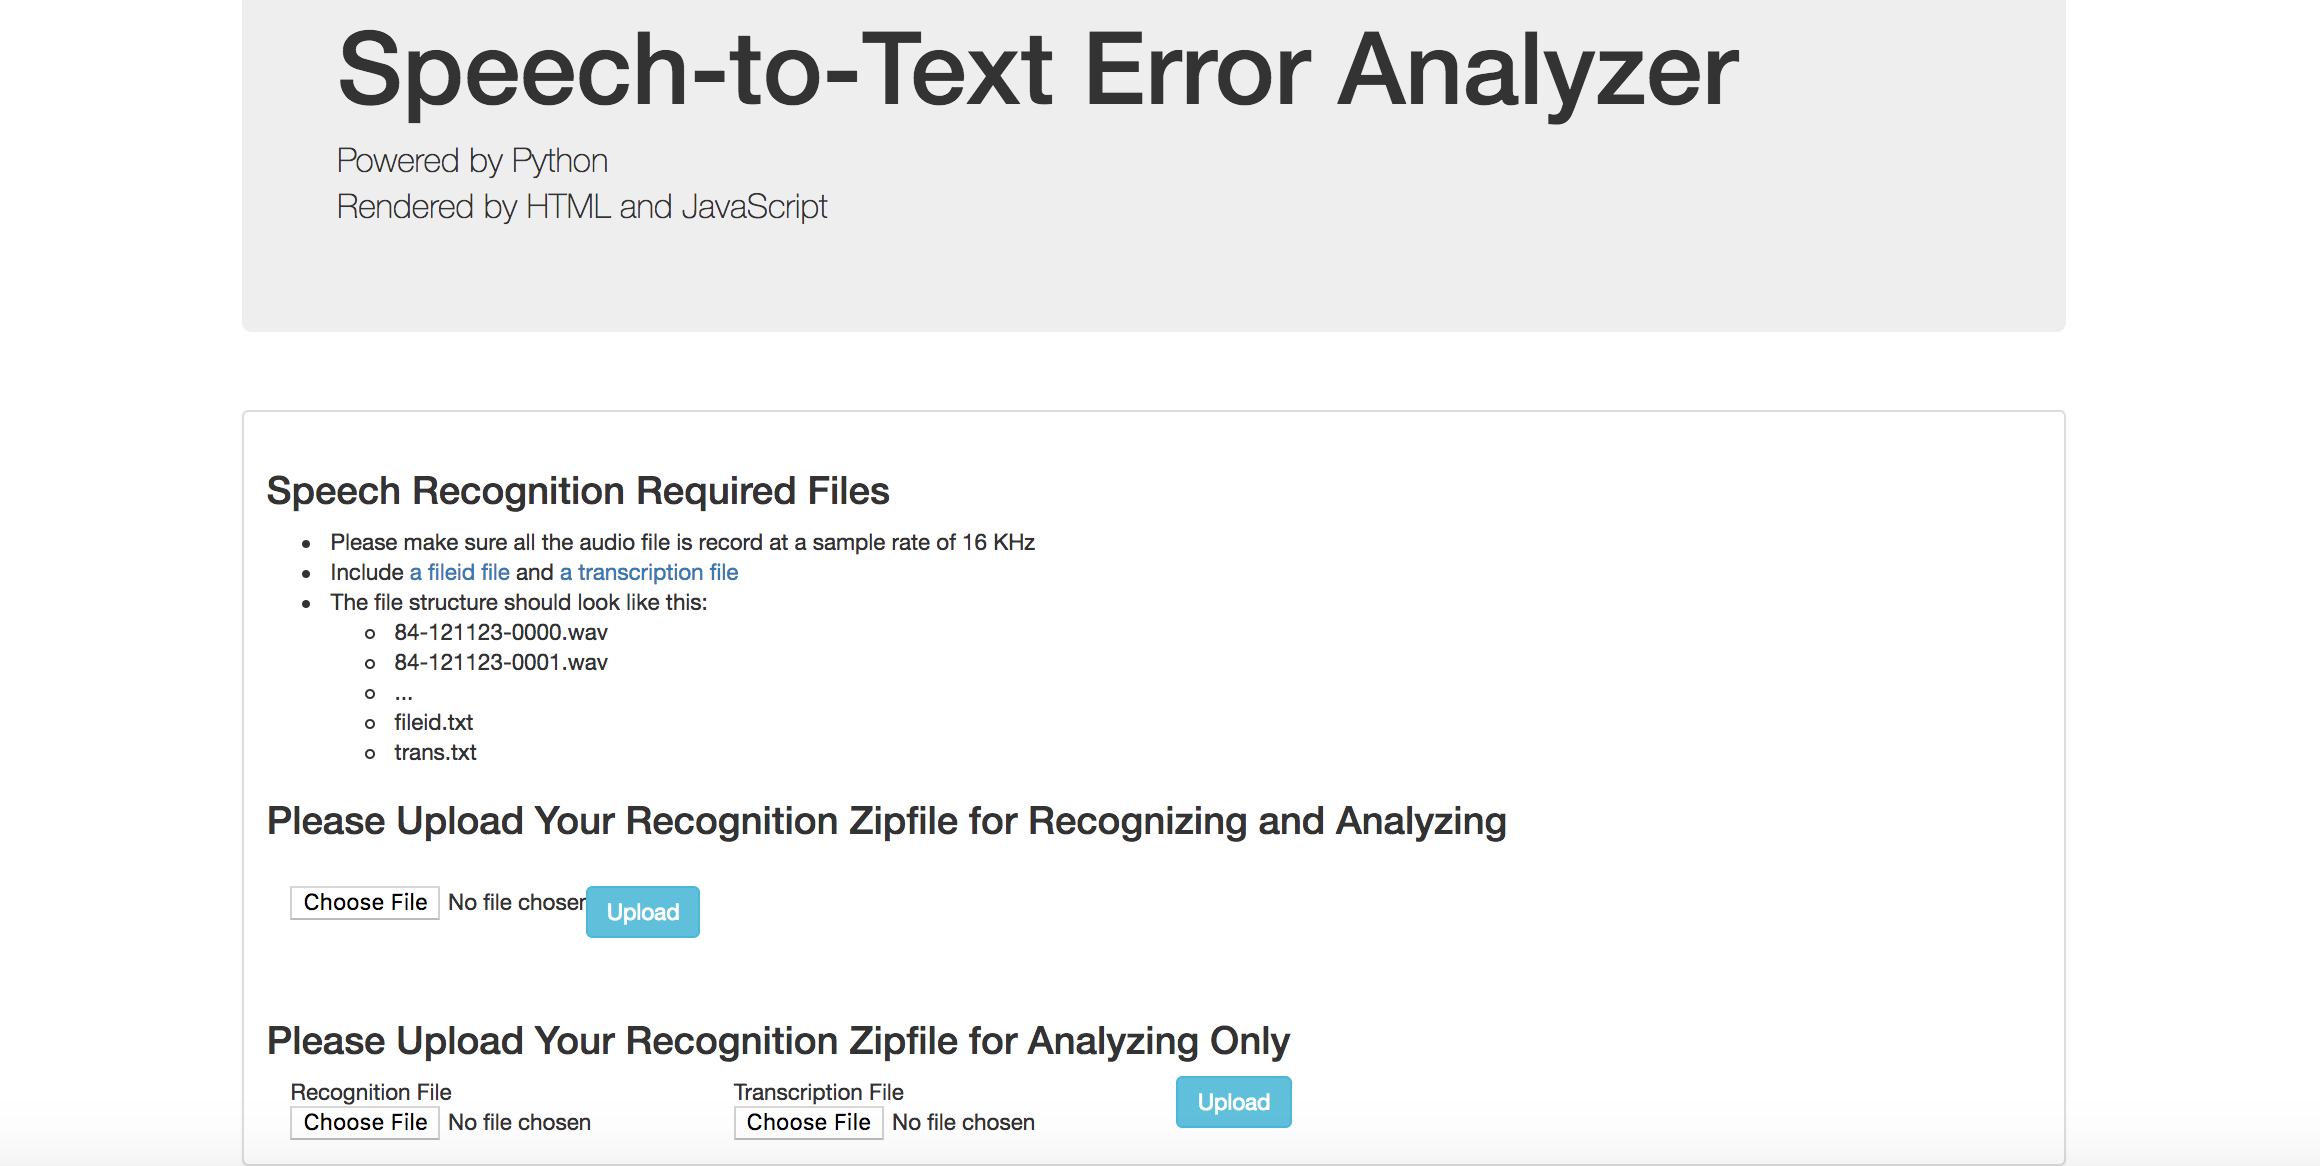 Speech-to-Text Error Analyzer
Powered by Python
Rendered by HTML and JavaScript
Speech Recognition Required Files
Please make sure all the audio file is record at a sample rate of 16 KHz
Include a fileid file and a transcription file
The file structure should look like this:
84-121123-0000.wav
84-121123-0001.wav
...
fileid.txt
trans.txt
Please Upload Your Recognition Zipfile for Recognizing and Analyzing
Choose File No file chosen Upload
Please Upload Your Recognition Zipfile for Analyzing Only
Recognition File Transcription File
Choose File No file chosen Choose File No file chosen Upload